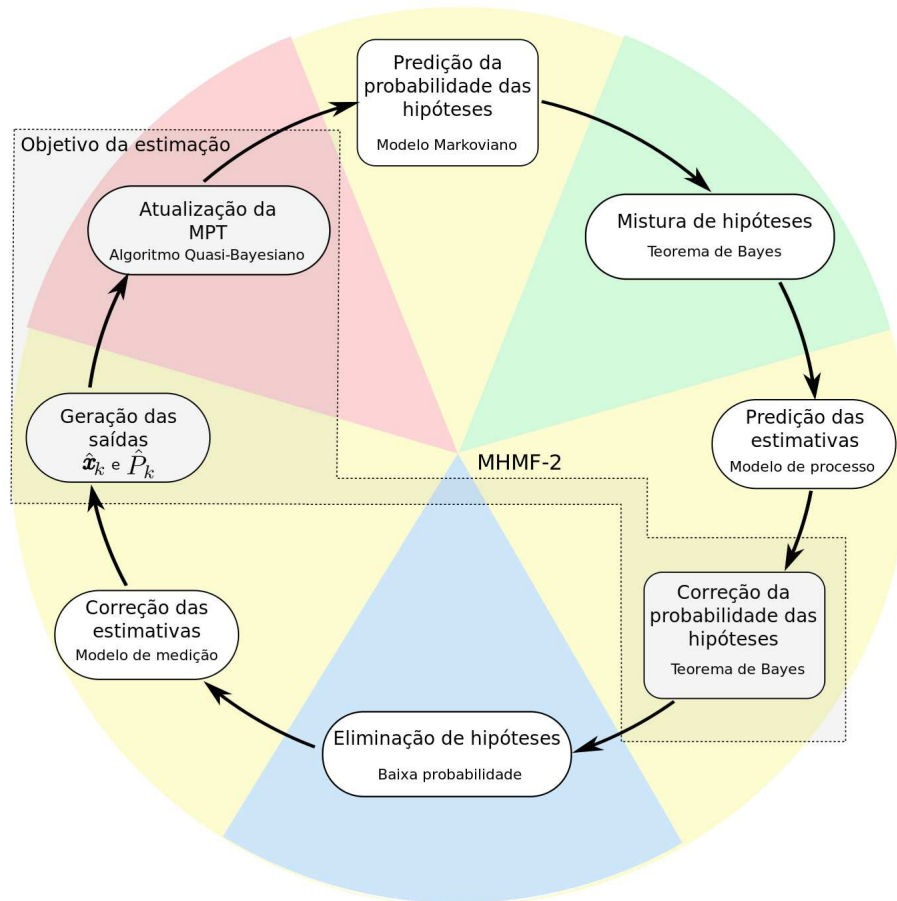 Predição da
probabilidade das
hipóteses
Modelo Markoviano
Objetivo da estimação
Atualização da
MPT
Algoritmo Quasi-Bayesiano
Mistura de hipóteses
Teorema de Bayes
Geração das
saídas
x̂ₖ e P̂ₖ
MHMF-2
Predição das
estimativas
Modelo de processo
Correção da
probabilidade das
hipóteses
Teorema de Bayes
Correção das
estimativas
Modelo de medição
Eliminação de hipóteses
Baixa probabilidade